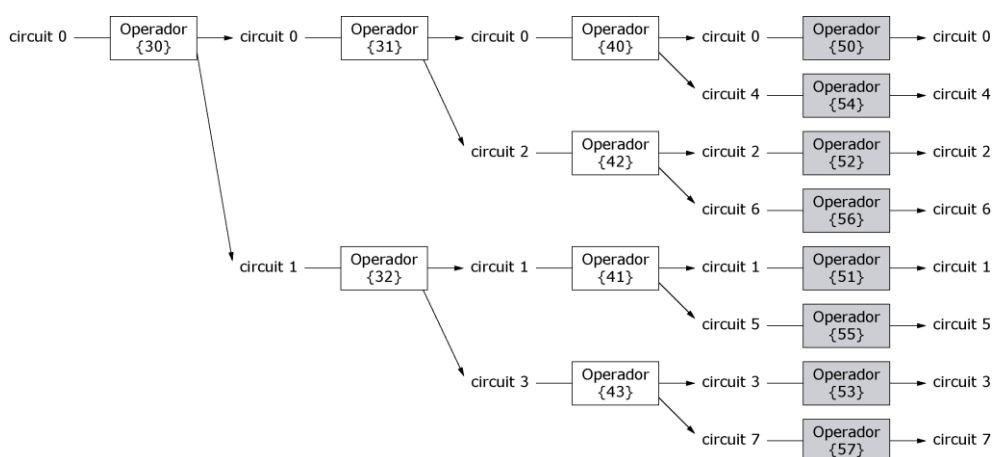 circuit 0 Operador {30} circuit 0 Operador {31} circuit 0 Operador {40} circuit 0 Operador {50} circuit 0
circuit 4 Operador {54} circuit 4
circuit 2 Operador {42} circuit 2 Operador {52} circuit 2
circuit 6 Operador {56} circuit 6
circuit 1 Operador {32} circuit 1 Operador {41} circuit 1 Operador {51} circuit 1
circuit 5 Operador {55} circuit 5
circuit 3 Operador {43} circuit 3 Operador {53} circuit 3
circuit 7 Operador {57} circuit 7